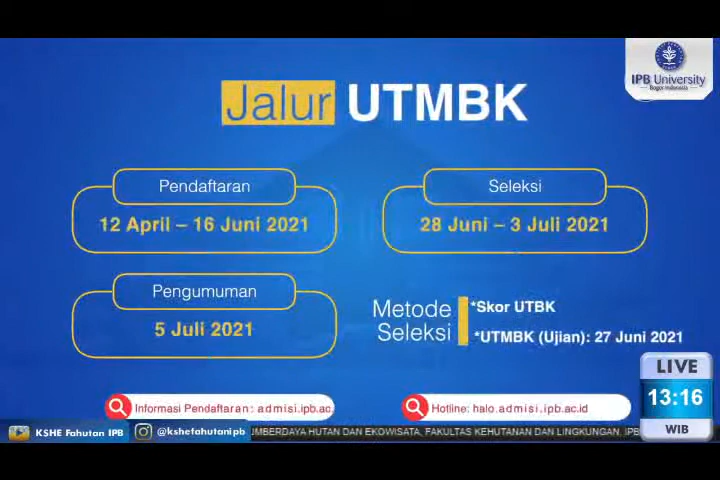 IPB University
Bogor Indonesia
Jalur UTMBK
Pendaftaran
12 April – 16 Juni 2021
Seleksi
28 Juni – 3 Juli 2021
Pengumuman
5 Juli 2021
Metode Seleksi
*Skor UTBK
*UTMBK (Ujian): 27 Juni 2021
Informasi Pendaftaran: admisi.ipb.ac.
Hotline: halo.admisi.ipb.ac.id
LIVE
13:16
WIB
KSHE Fahutan IPB
@kshefahutanipb
UMBERDAYA HUTAN DAN EKOWISATA, FAKULTAS KEHUTANAN DAN LINGKUNGAN, IPB